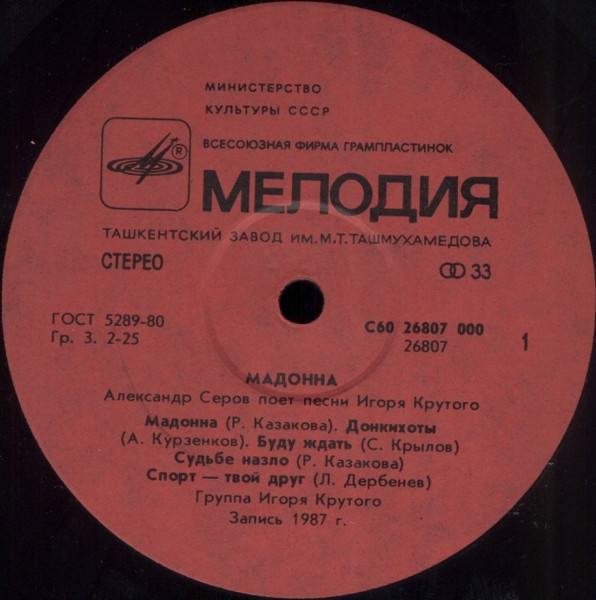 МИНИСТЕРСТВО
КУЛЬТУРЫ СССР
ВСЕСОЮЗНАЯ ФИРМА ГРАМПЛАСТИНОК
®
МЕЛОДИЯ
ТАШКЕНТСКИЙ ЗАВОД ИМ. М.Т. ТАШМУХАМЕДОВА
СТЕРЕО
33
ГОСТ 5289-80
Гр. 3. 2-25
С60 26807 000
26807
1
МАДОННА
Александр Серов поет песни Игоря Крутого
Мадонна (Р. Казакова). Донкихоты
(А. Курзенков). Буду ждать (С. Крылов)
Судьбе назло (Р. Казакова)
Спорт — твой друг (Л. Дербенев)
Группа Игоря Крутого
Запись 1987 г.